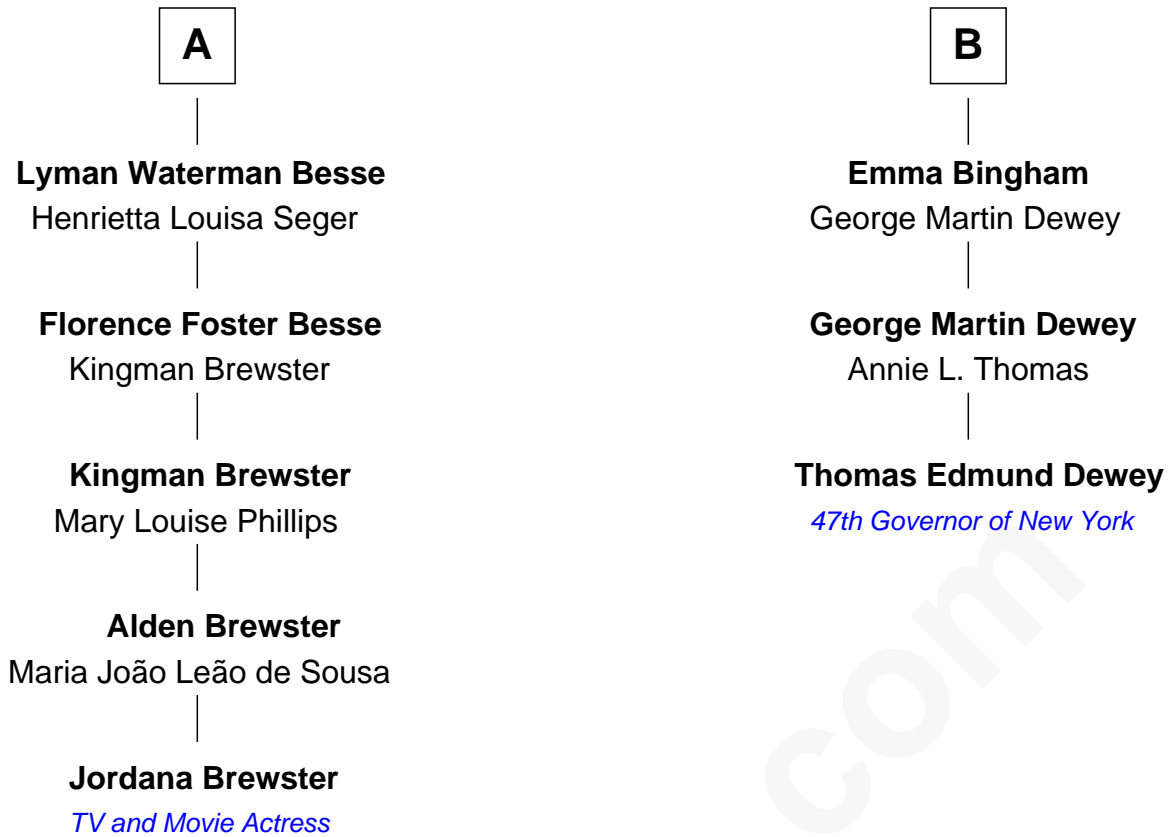 A
Lyman Waterman Besse
Henrietta Louisa Seger
Florence Foster Besse
Kingman Brewster
Kingman Brewster
Mary Louise Phillips
Alden Brewster
Maria João Leão de Sousa
Jordana Brewster
TV and Movie Actress
B
Emma Bingham
George Martin Dewey
George Martin Dewey
Annie L. Thomas
Thomas Edmund Dewey
47th Governor of New York
com